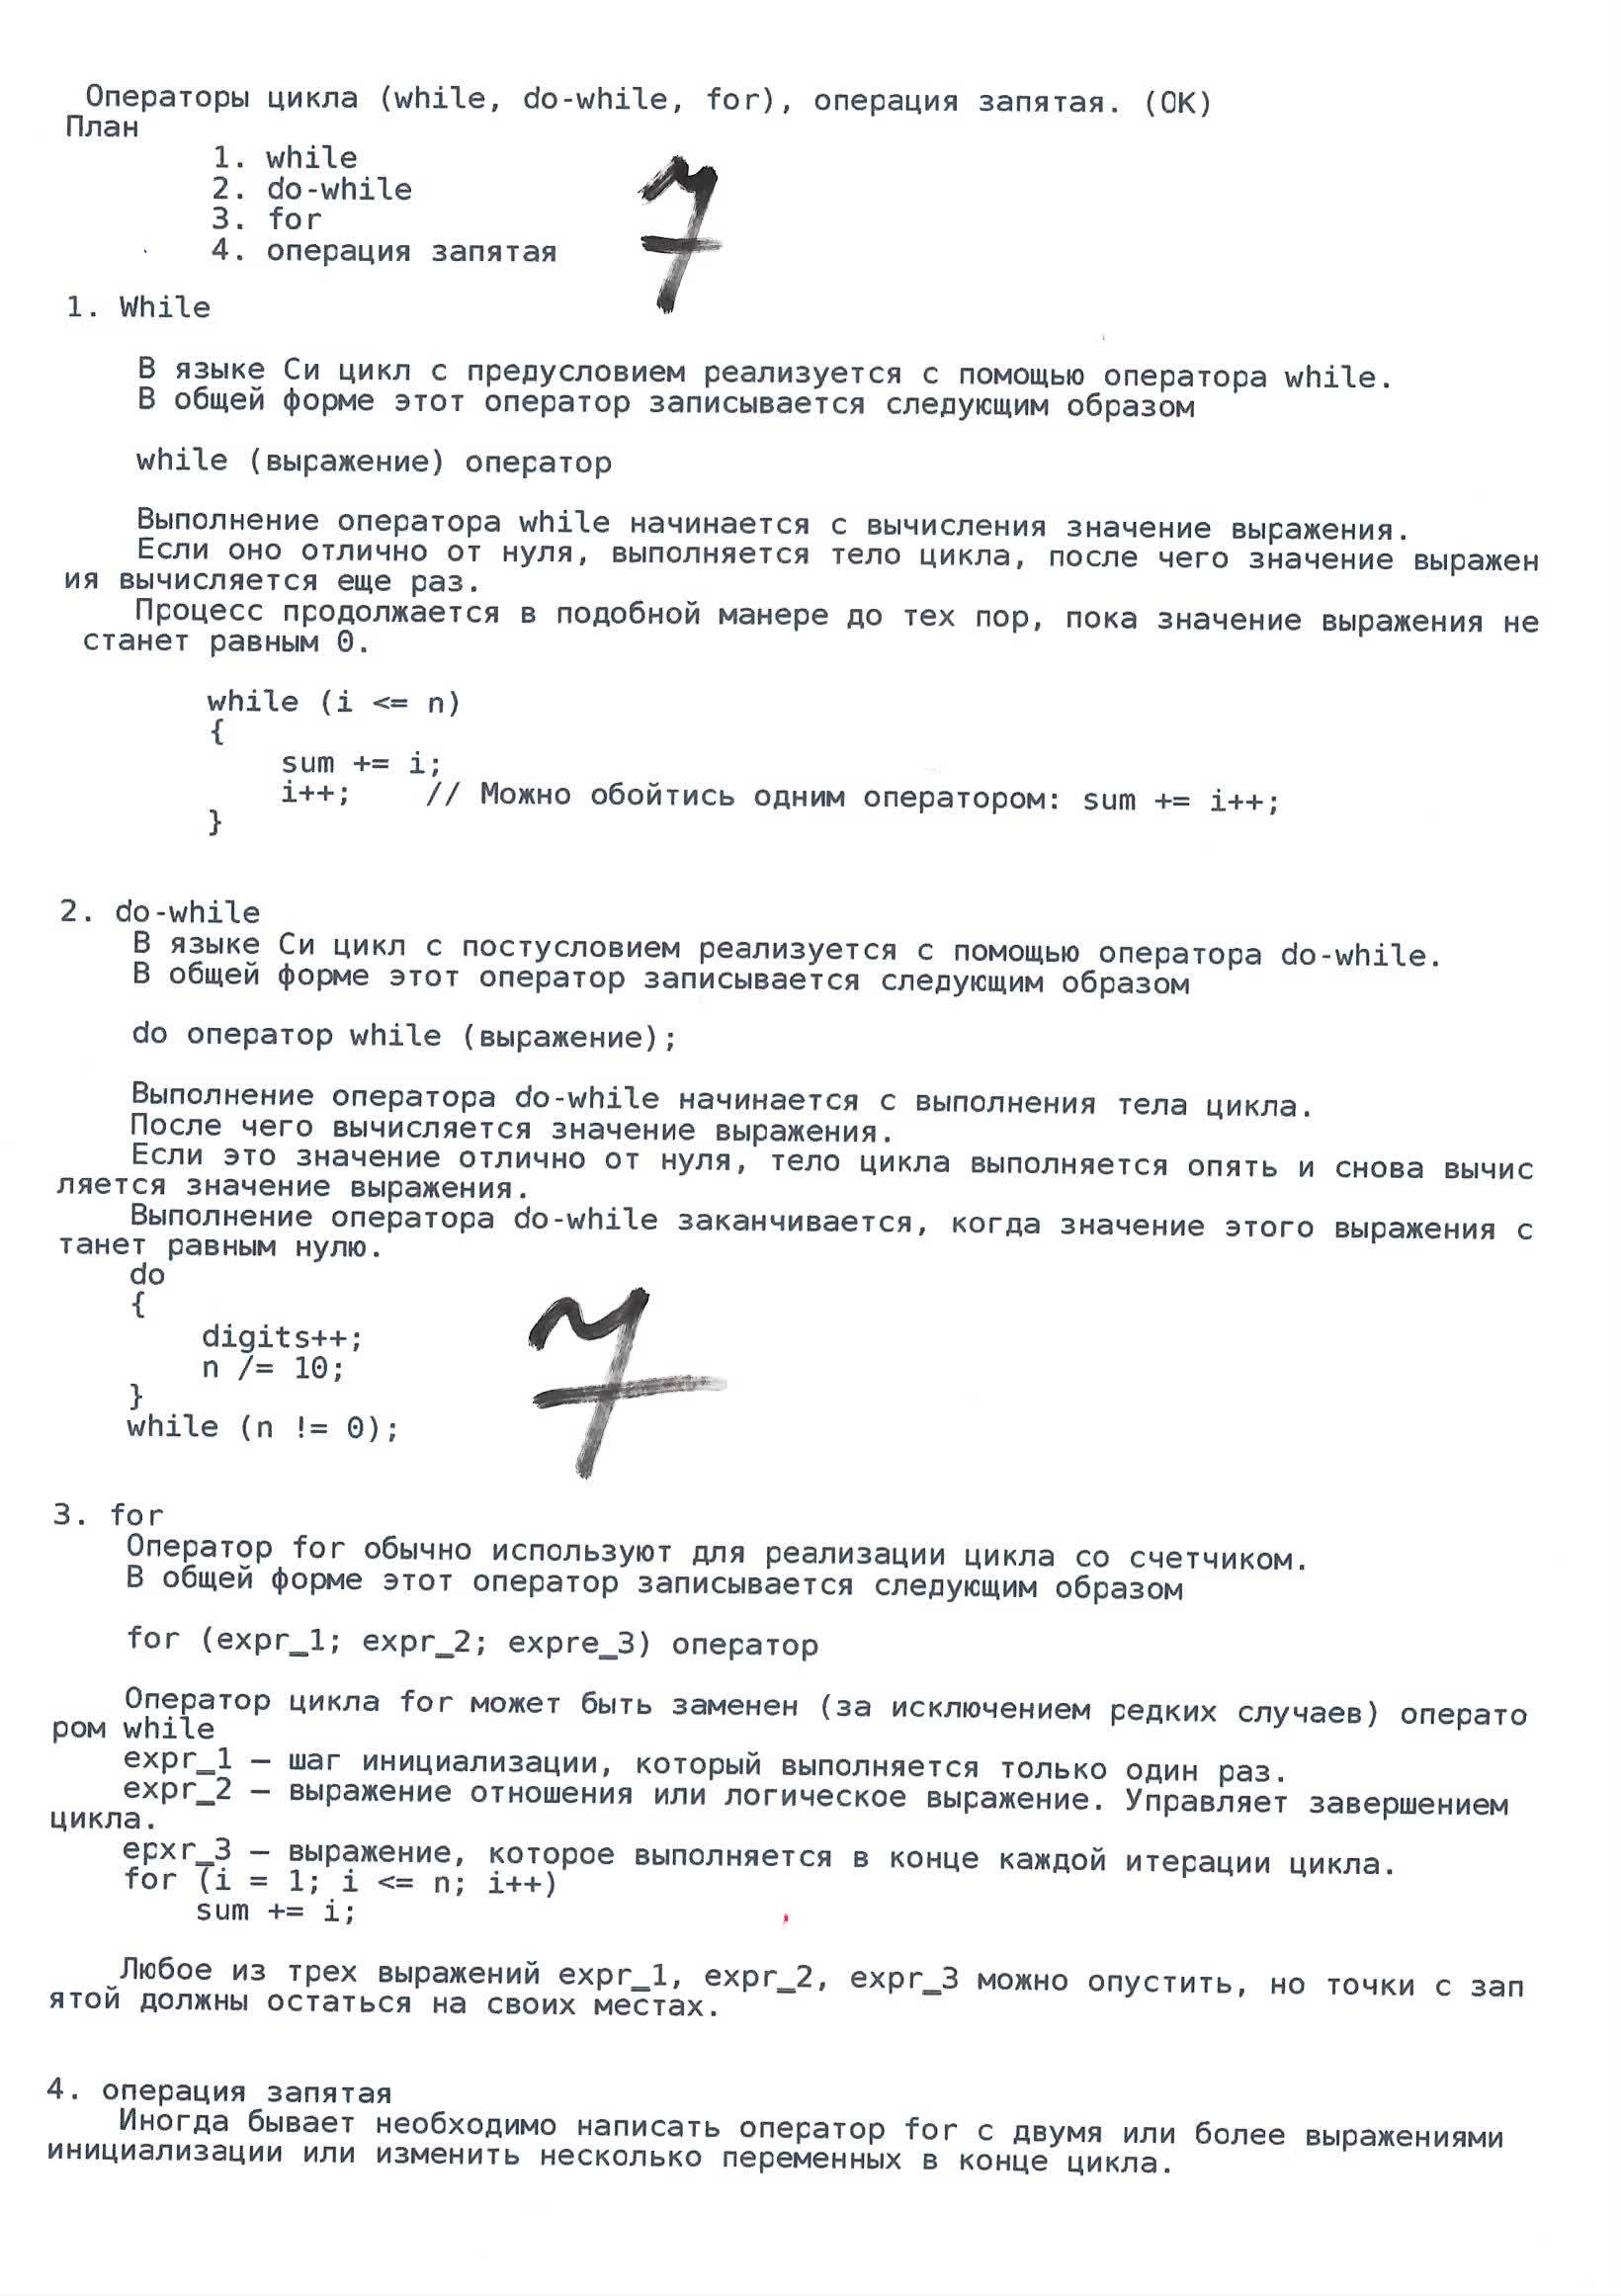 Операторы цикла (while, do-while, for), операция запятая. (OK)
План
1. while
2. do-while
3. for
4. операция запятая
7
1. While
В языке Си цикл с предусловием реализуется с помощью оператора while.
В общей форме этот оператор записывается следующим образом
while (выражение) оператор
Выполнение оператора while начинается с вычисления значение выражения.
Если оно отлично от нуля, выполняется тело цикла, после чего значение выражен
ия вычисляется еще раз.
Процесс продолжается в подобной манере до тех пор, пока значение выражения не
станет равным 0.
while (i <= n)
{
sum += i;
i++; // Можно обойтись одним оператором: sum += i++;
}
2. do-while
В языке Си цикл с постусловием реализуется с помощью оператора do-while.
В общей форме этот оператор записывается следующим образом
do оператор while (выражение);
Выполнение оператора do-while начинается с выполнения тела цикла.
После чего вычисляется значение выражения.
Если это значение отлично от нуля, тело цикла выполняется опять и снова вычис
ляется значение выражения.
Выполнение оператора do-while заканчивается, когда значение этого выражения с
танет равным нулю.
do
{
digits++;
n /= 10;
}
while (n != 0);
7
3. for
Оператор for обычно используют для реализации цикла со счетчиком.
В общей форме этот оператор записывается следующим образом
for (expr_1; expr_2; expre_3) оператор
Оператор цикла for может быть заменен (за исключением редких случаев) операто
ром while
expr_1 – шаг инициализации, который выполняется только один раз.
expr_2 – выражение отношения или логическое выражение. Управляет завершением
цикла.
epxr_3 – выражение, которое выполняется в конце каждой итерации цикла.
for (i = 1; i <= n; i++)
sum += i;
Любое из трех выражений expr_1, expr_2, expr_3 можно опустить, но точки с зап
ятой должны остаться на своих местах.
4. операция запятая
Иногда бывает необходимо написать оператор for с двумя или более выражениями
инициализации или изменить несколько переменных в конце цикла.